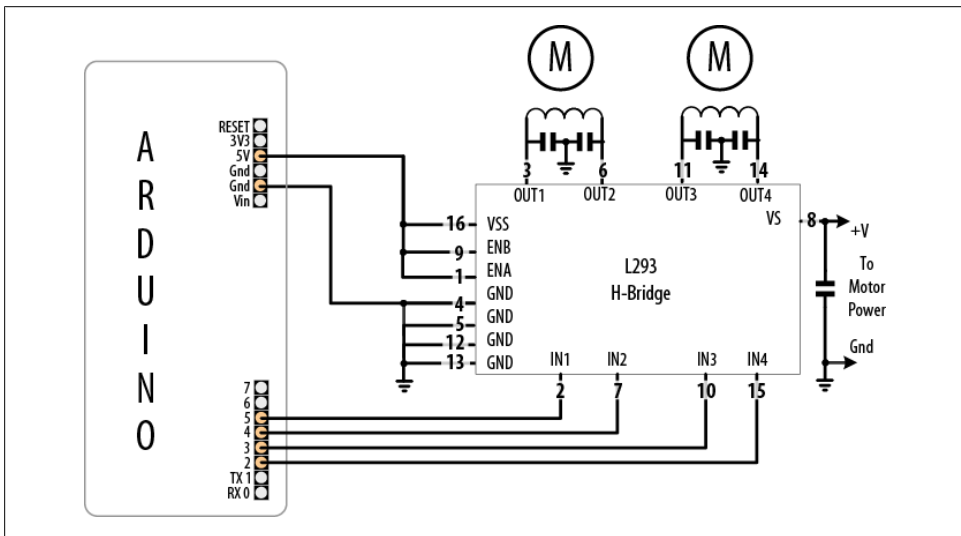 ARDUINO
RESET
3V3
5V
Gnd
Gnd
Vin
7
6
5
4
3
2
TX 1
RX 0
M
M
3
6
11
14
OUT1
OUT2
OUT3
OUT4
16
VSS
9
ENB
1
ENA
4
GND
5
GND
12
GND
13
GND
L293
H-Bridge
VS
8
+V
To
Motor
Power
Gnd
IN1
IN2
IN3
IN4
2
7
10
15